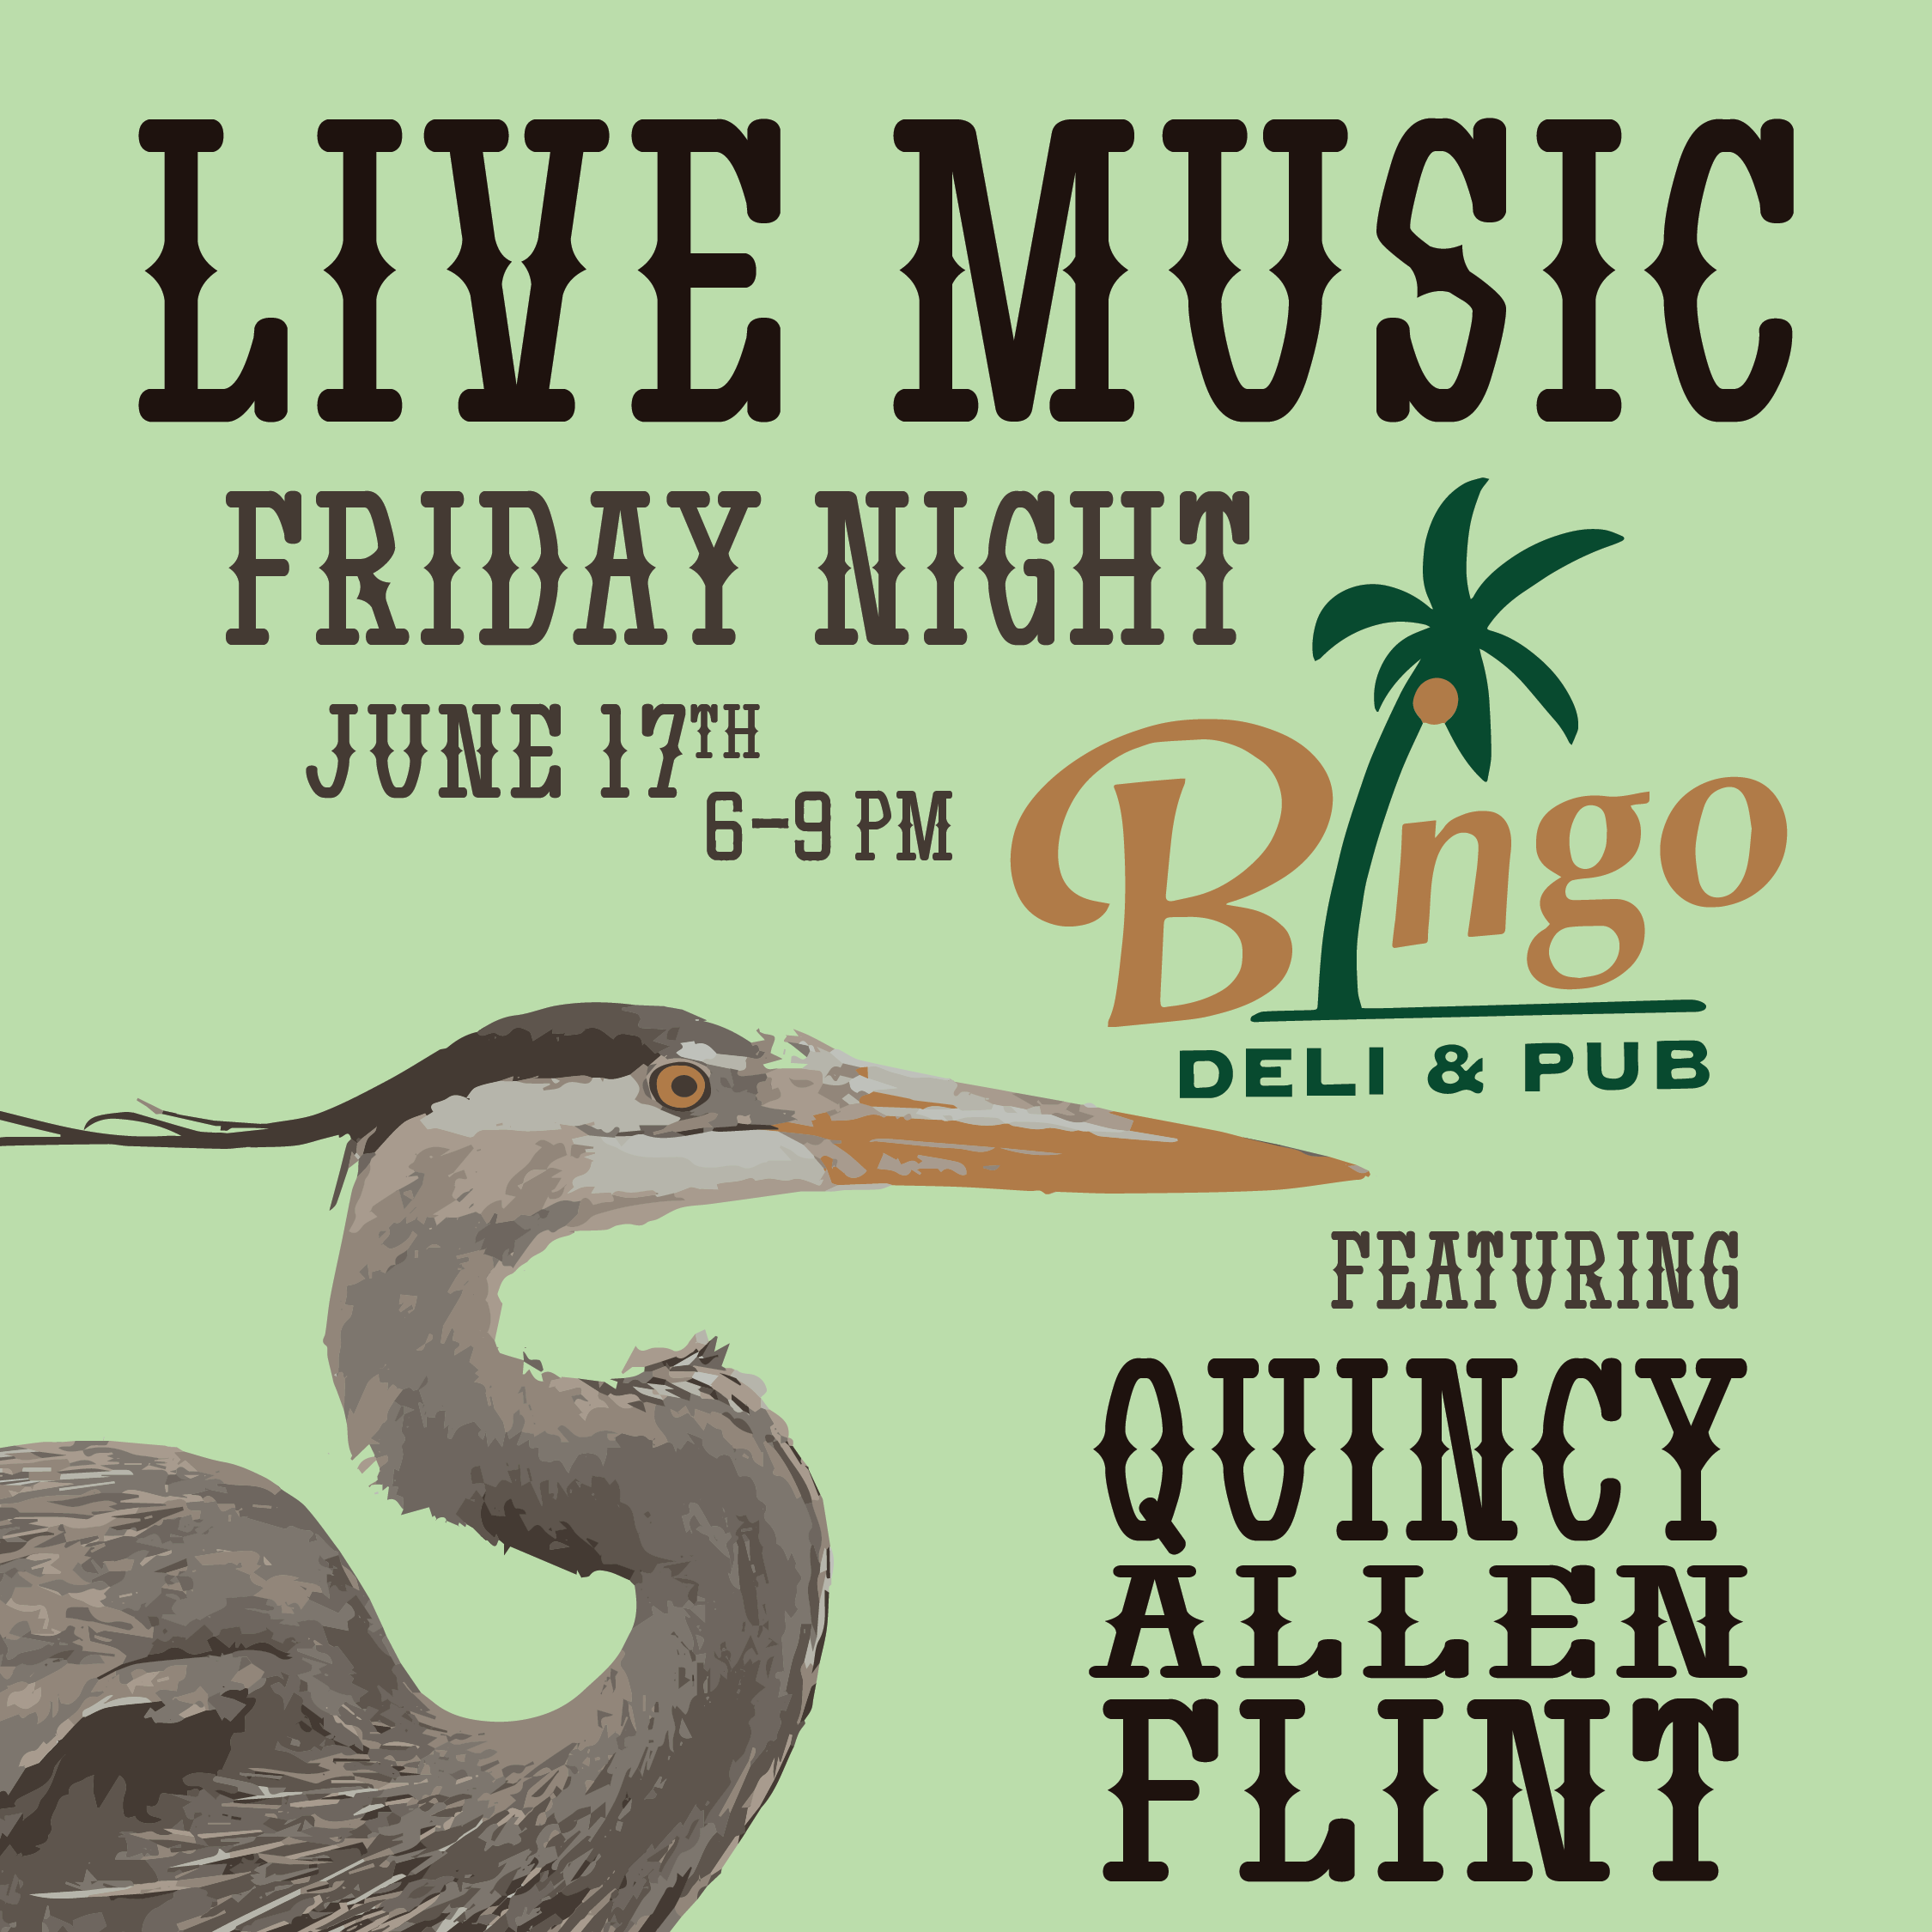 LIVE MUSIC
FRIDAY NIGHT
JUNE 17TH
6-9 PM
Bingo
DELI & PUB
FEATURING
QUINCY
ALLEN
FLINT